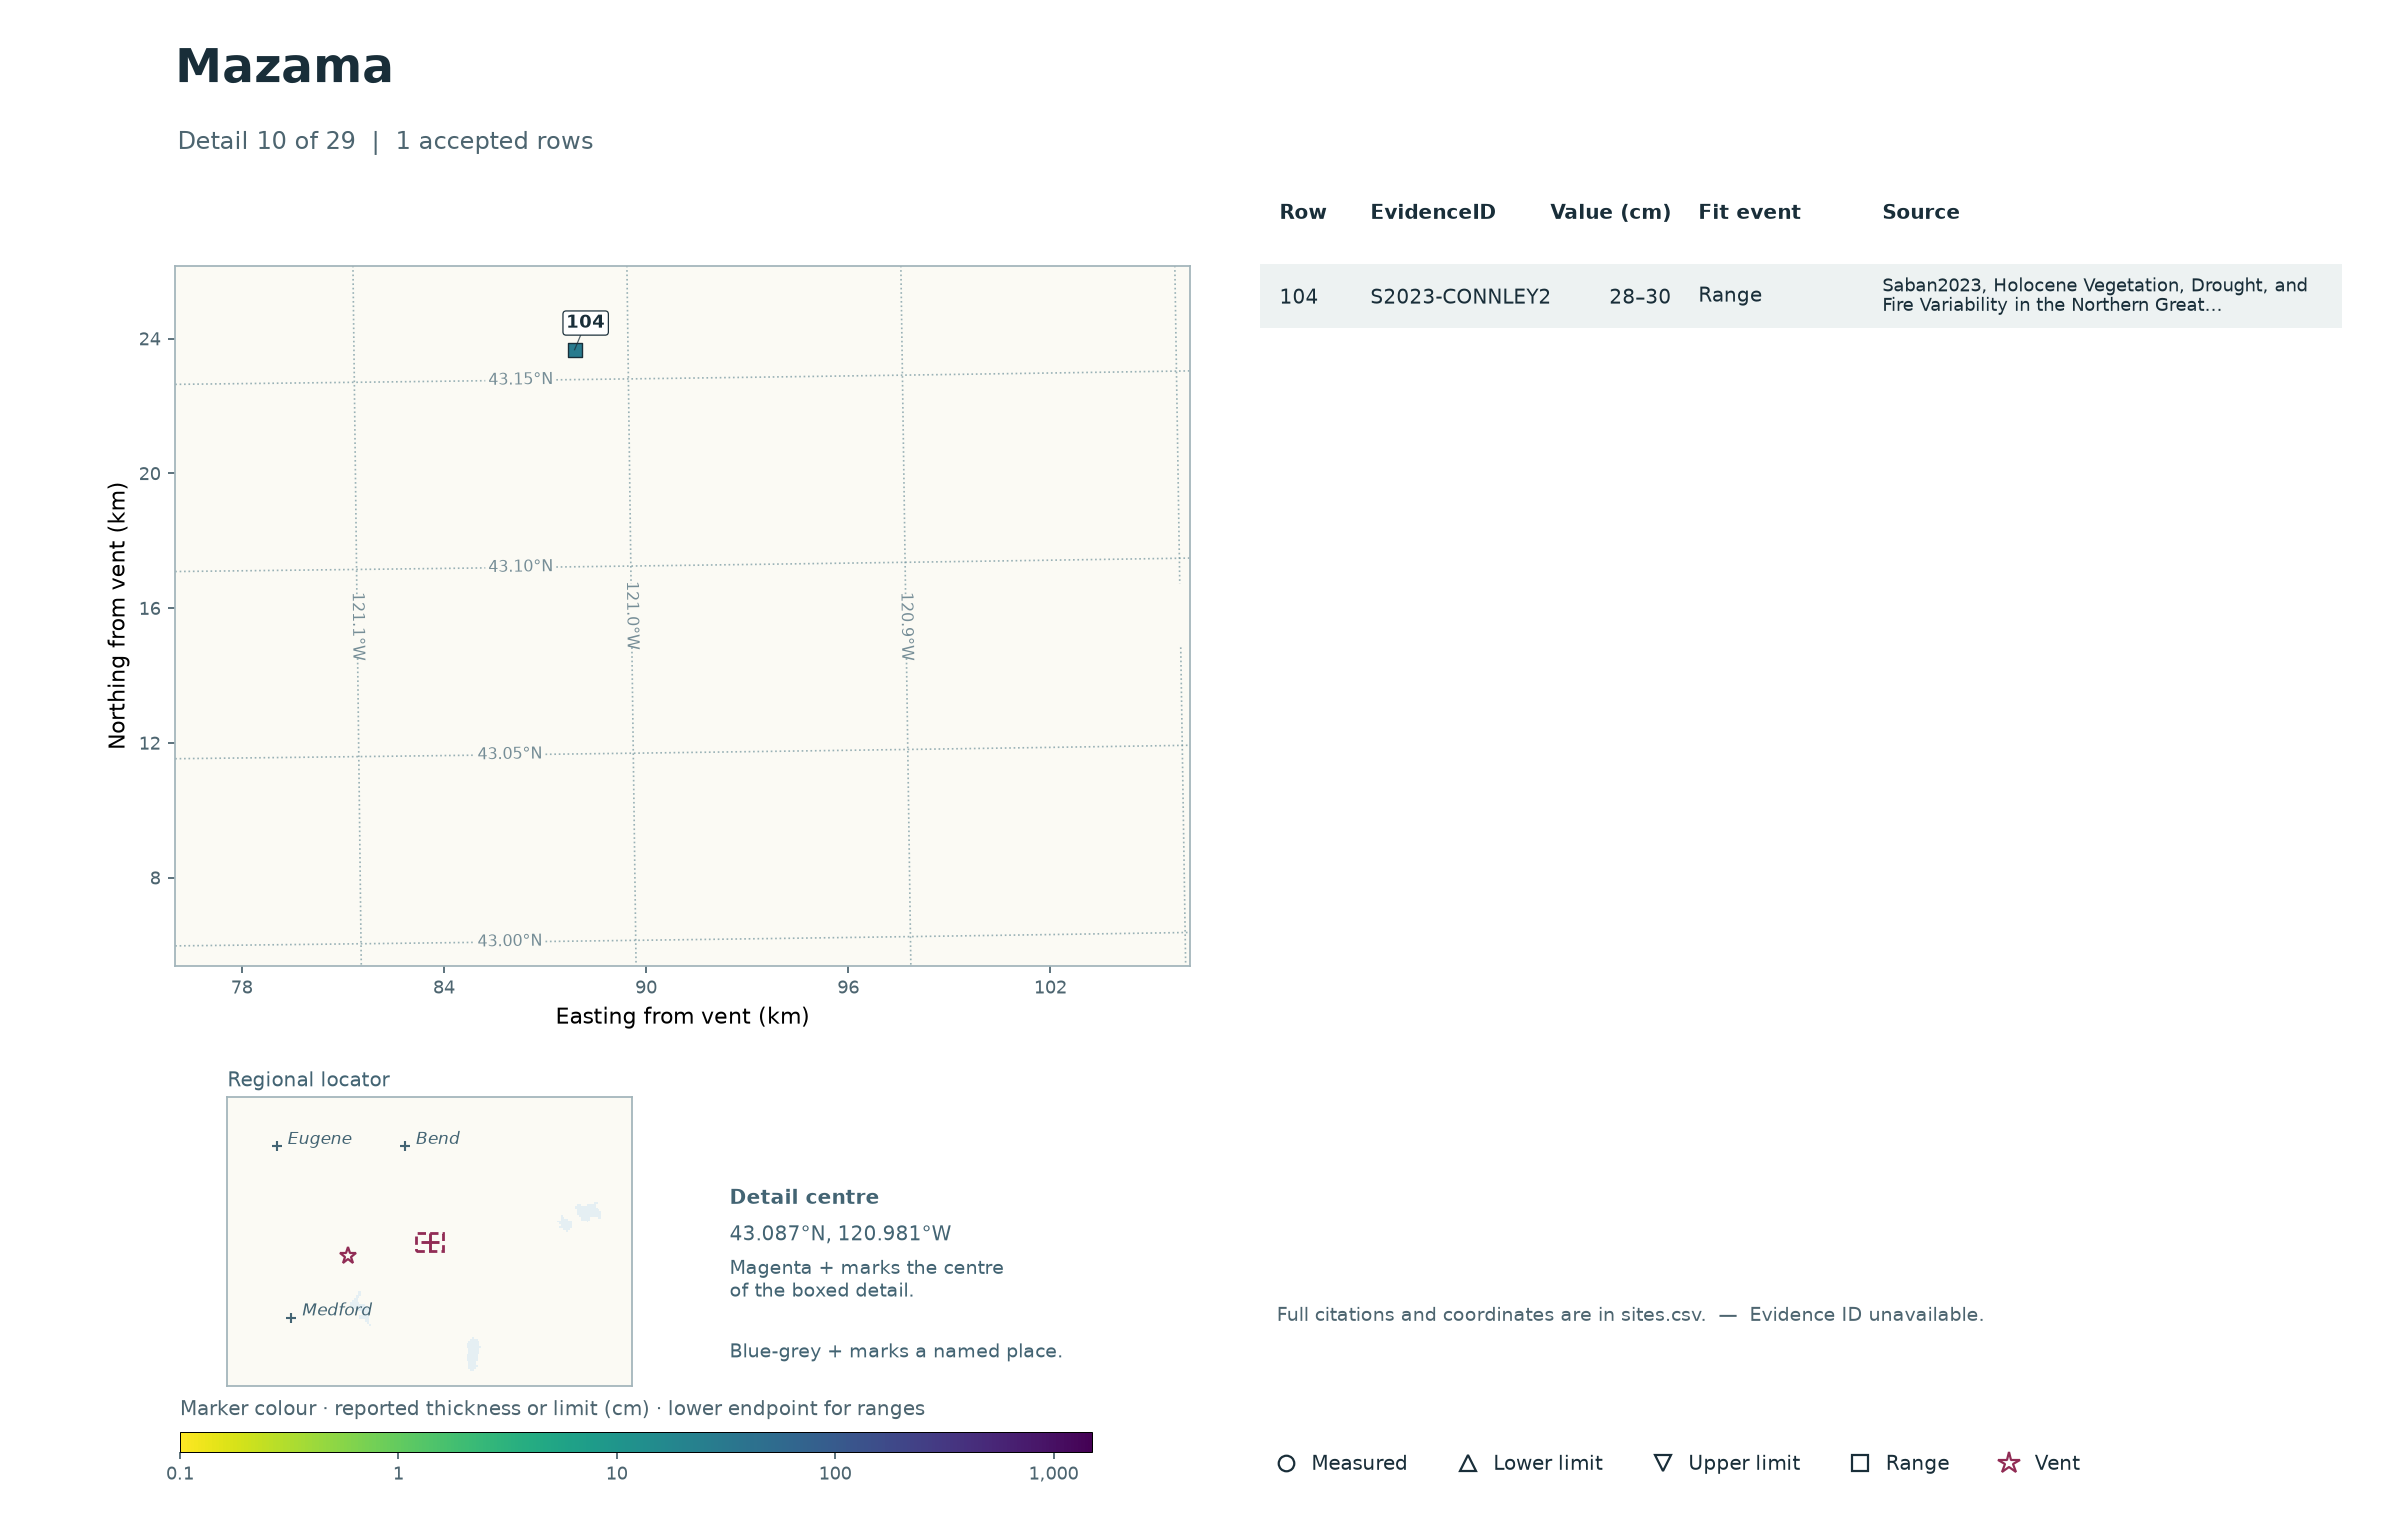 Mazama
Detail 10 of 29 | 1 accepted rows
Row EvidenceID Value (cm) Fit event Source
104 S2023-CONNLEY2 28–30 Range Saban2023, Holocene Vegetation, Drought, and
Fire Variability in the Northern Great…
104
43.15°N
43.10°N
43.05°N
43.00°N
121.1°W
121.0°W
120.9°W
24
20
16
12
8
Northing from vent (km)
78 84 90 96 102
Easting from vent (km)
Regional locator
Eugene
Bend
Medford
Detail centre
43.087°N, 120.981°W
Magenta + marks the centre
of the boxed detail.
Blue-grey + marks a named place.
Full citations and coordinates are in sites.csv. — Evidence ID unavailable.
Marker colour · reported thickness or limit (cm) · lower endpoint for ranges
0.1 1 10 100 1,000
Measured Lower limit Upper limit Range Vent